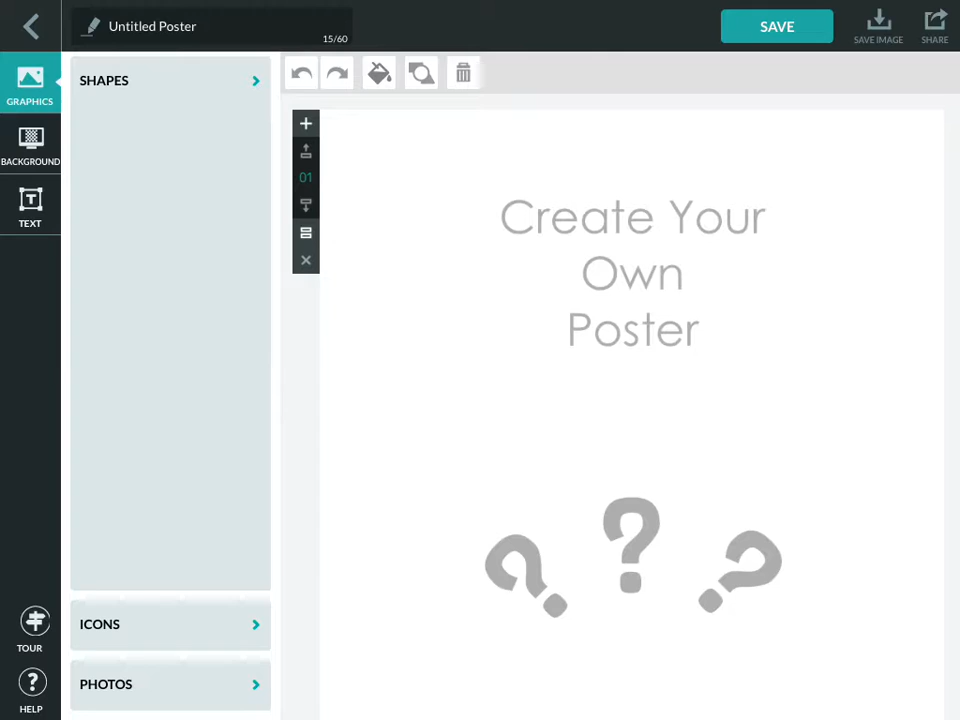 Untitled Poster
15/60
SAVE
SAVE IMAGE
SHARE
GRAPHICS
BACKGROUND
TEXT
TOUR
HELP
SHAPES
ICONS
PHOTOS
01
Create Your
Own
Poster
? ? ?